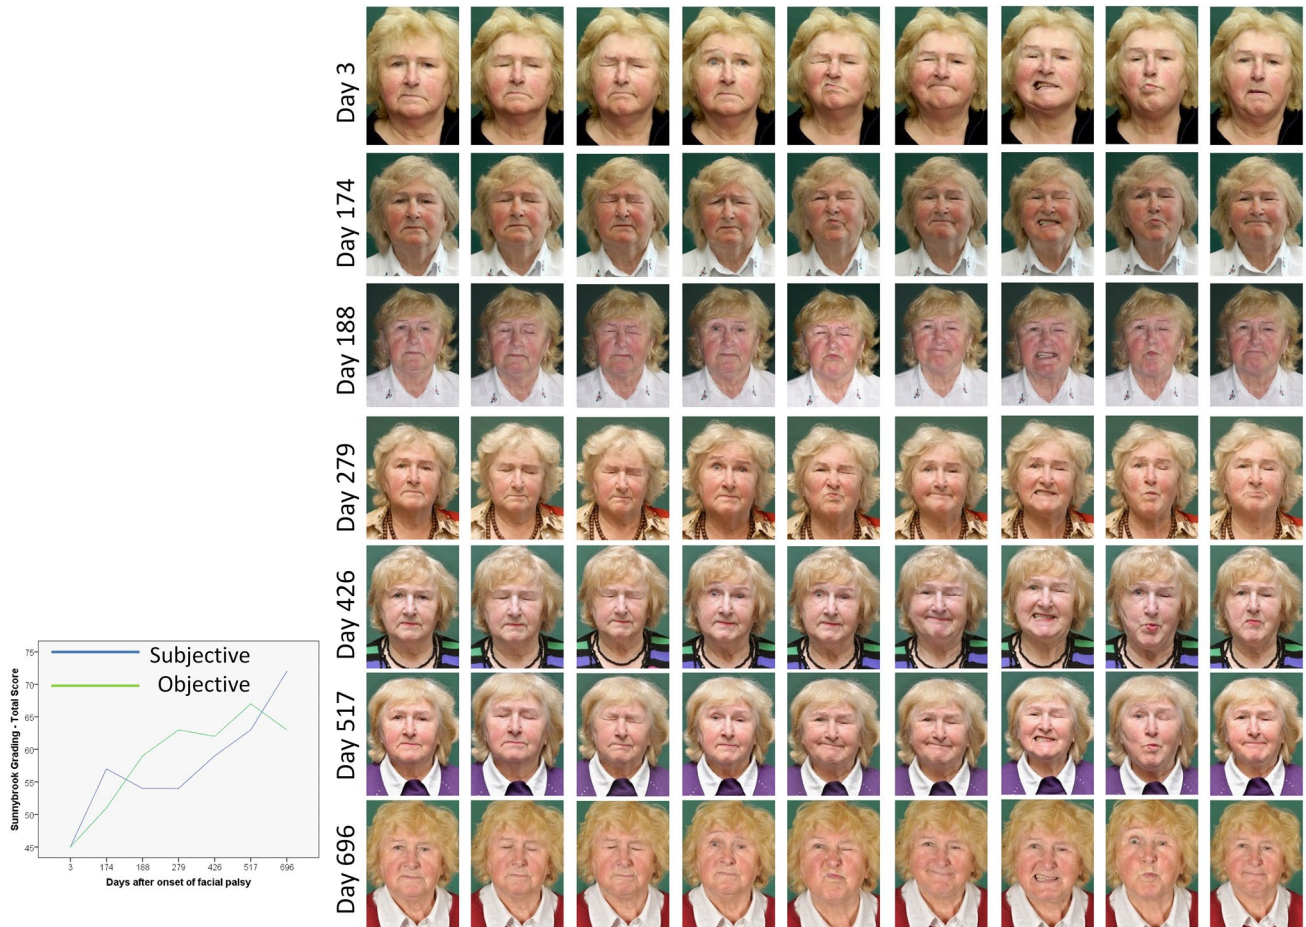 Day 3
Day 174
Day 188
Day 279
Day 426
Day 517
Day 696
Subjective
Objective
Sunnybrook Grading - Total Score
75
70
65
60
55
50
45
3 174 188 279 426 517 696
Days after onset of facial palsy